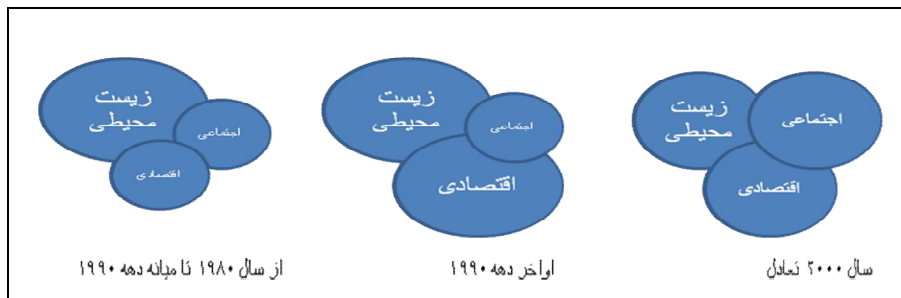 زیست
محیطی
اجتماعی
اقتصادی
از سال ۱۹۸۰ تا میانه دهه ۱۹۹۰
زیست
محیطی
اجتماعی
اقتصادی
اواخر دهه ۱۹۹۰
زیست
محیطی
اجتماعی
اقتصادی
سال ۲۰۰۰ تعادل